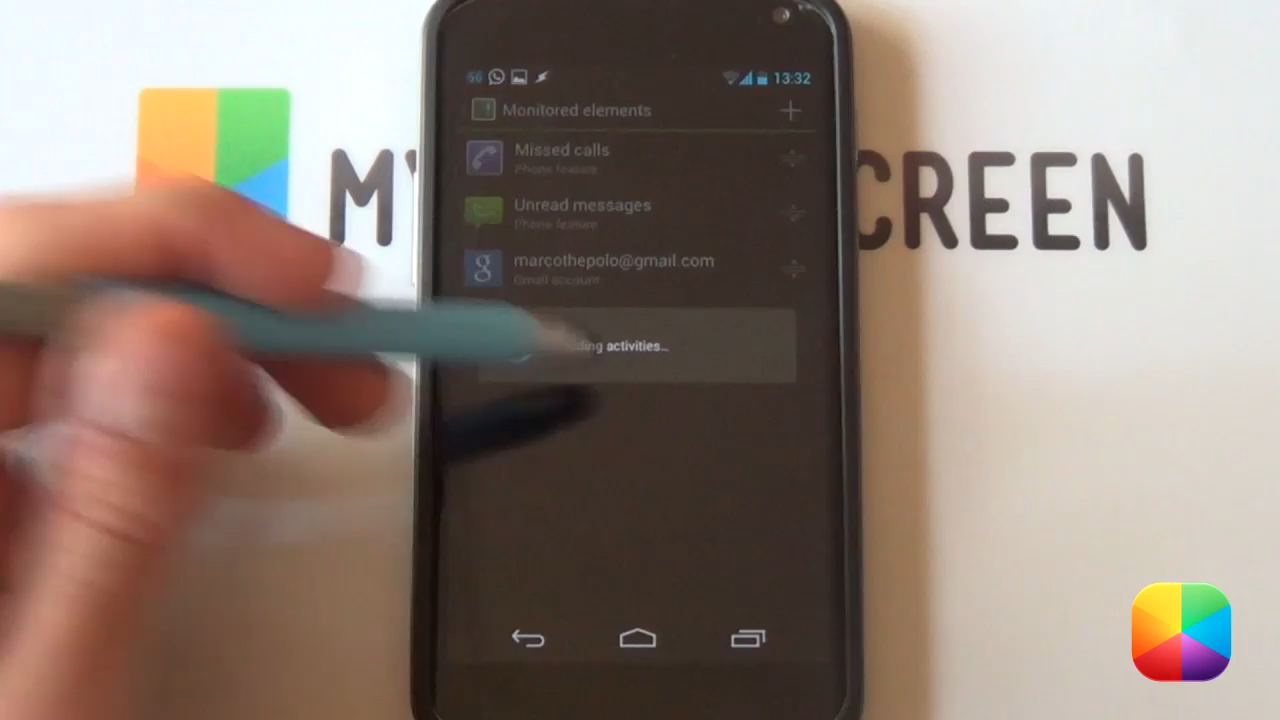 56 13:32
Monitored elements
Missed calls
Phone feature
Unread messages
Phone feature
marcothepolo@gmail.com
Gmail account
activities...
M CREEN